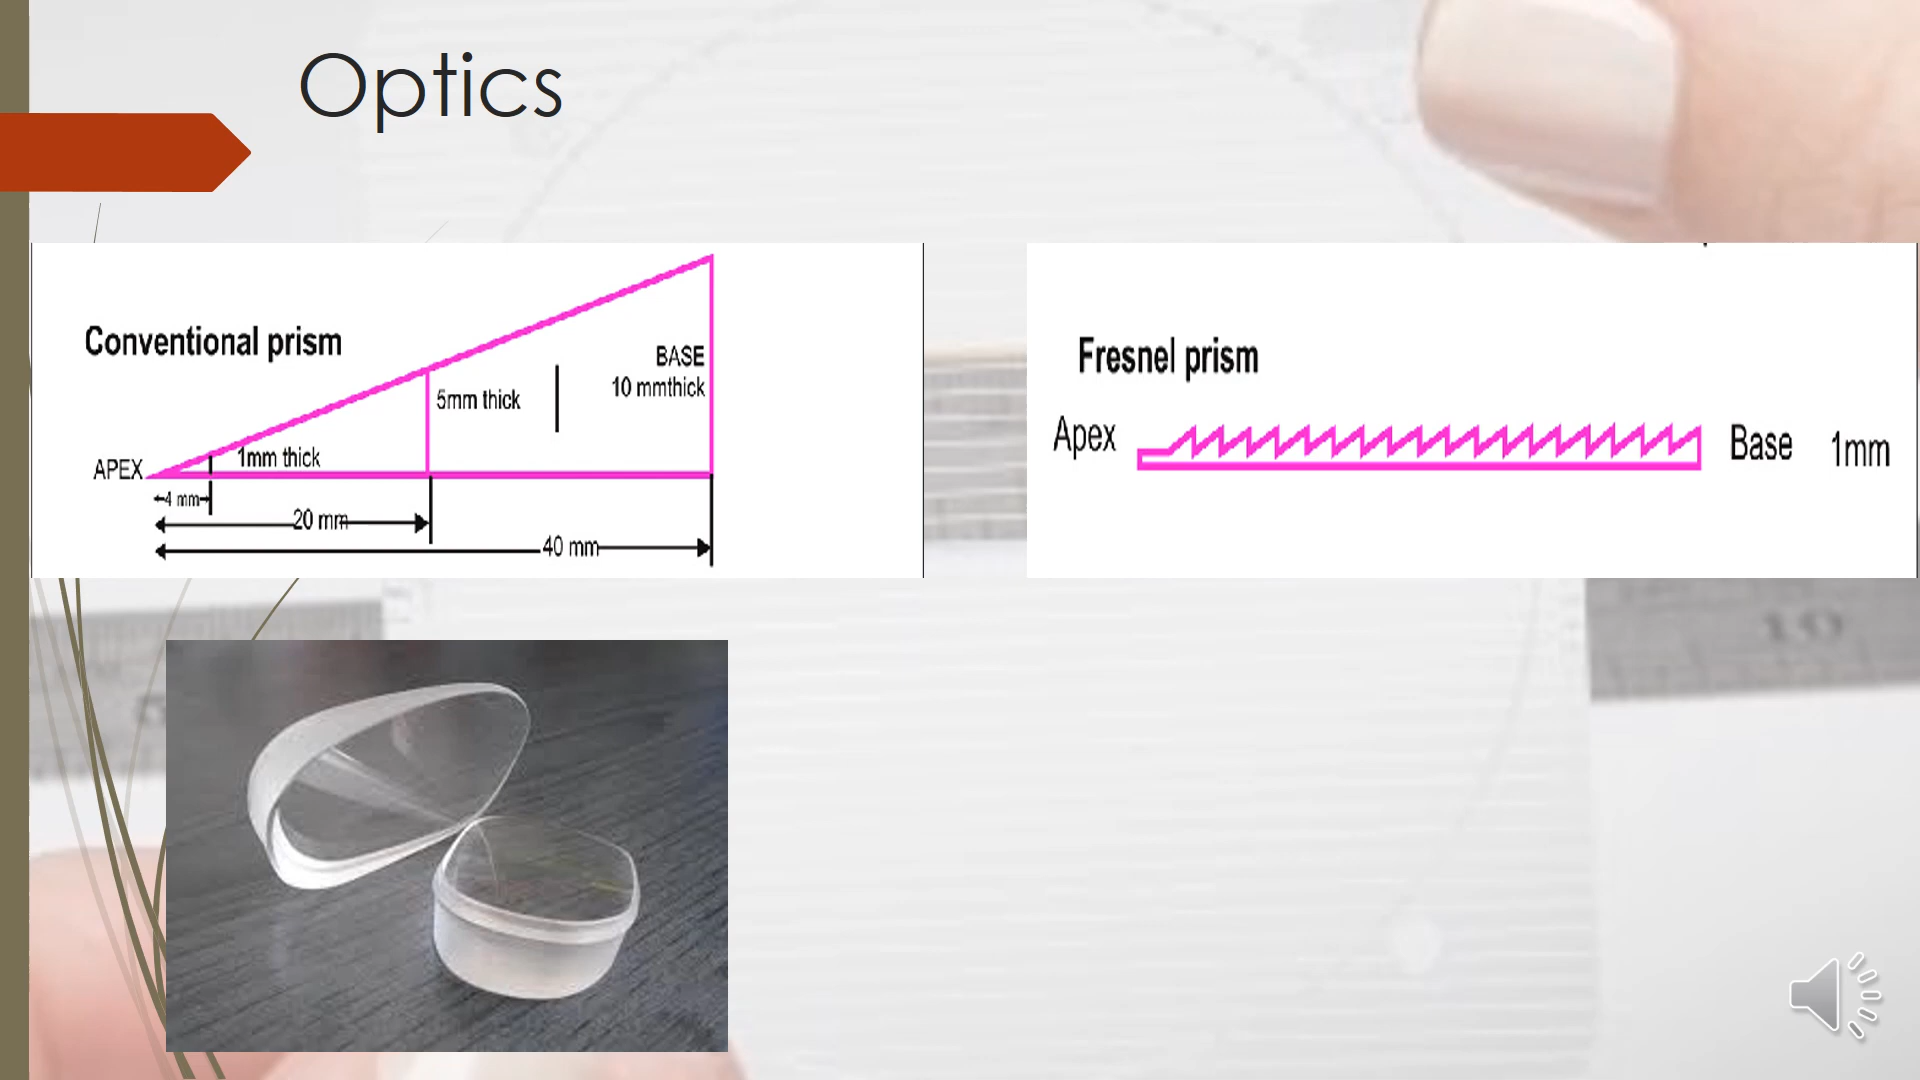 Optics
Conventional prism
BASE
10 mmthick
5mm thick
1mm thick
APEX
4 mm
20 mm
40 mm
Fresnel prism
Apex
Base 1mm
10